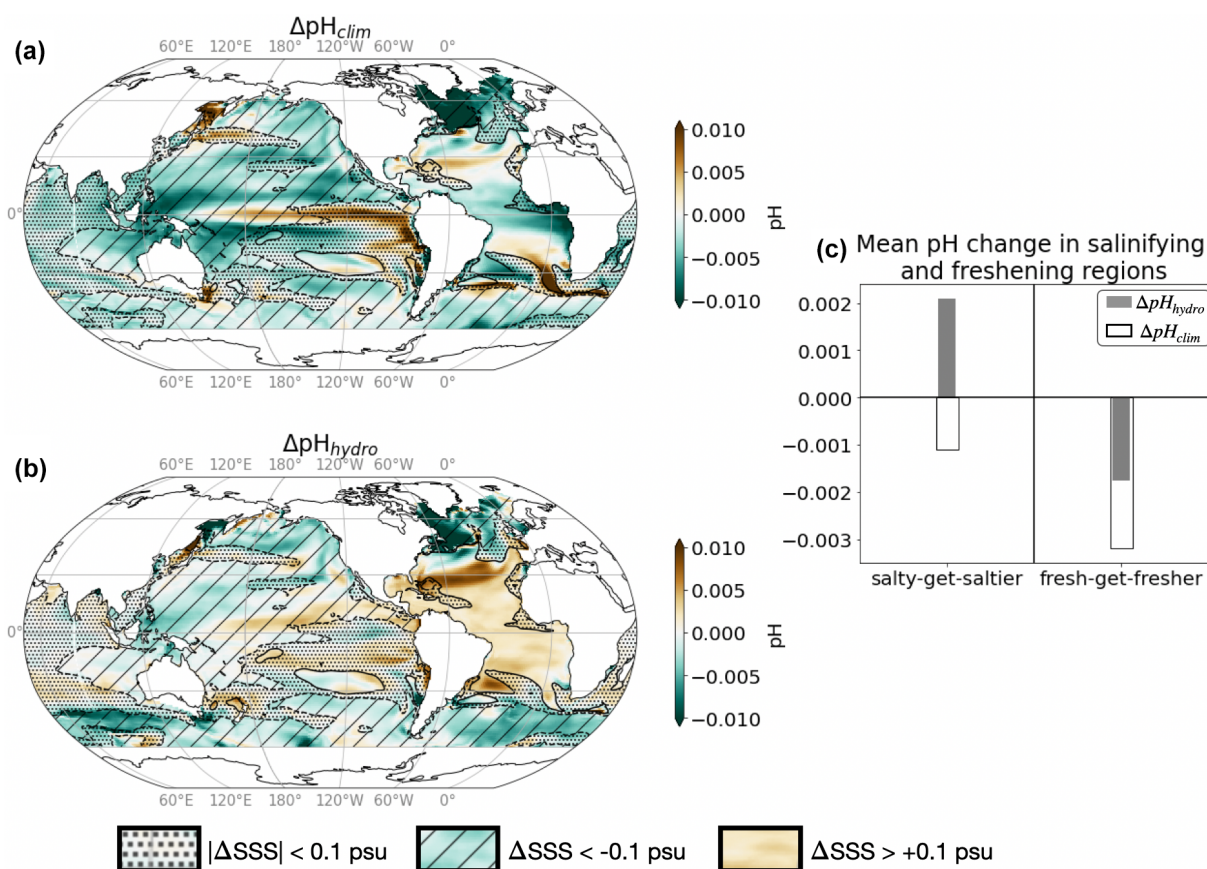 (a)
ΔpH_clim
60°E 120°E 180° 120°W 60°W 0°
0°
60°E 120°E 180° 120°W 60°W 0°
0.010
0.005
0.000
−0.005
−0.010
pH
(b)
ΔpH_hydro
60°E 120°E 180° 120°W 60°W 0°
0°
60°E 120°E 180° 120°W 60°W 0°
0.010
0.005
0.000
−0.005
−0.010
pH
(c) Mean pH change in salinifying
and freshening regions
0.002
0.001
0.000
−0.001
−0.002
−0.003
ΔpH_hydro
ΔpH_clim
salty-get-saltier fresh-get-fresher
|ΔSSS| < 0.1 psu ΔSSS < -0.1 psu ΔSSS > +0.1 psu